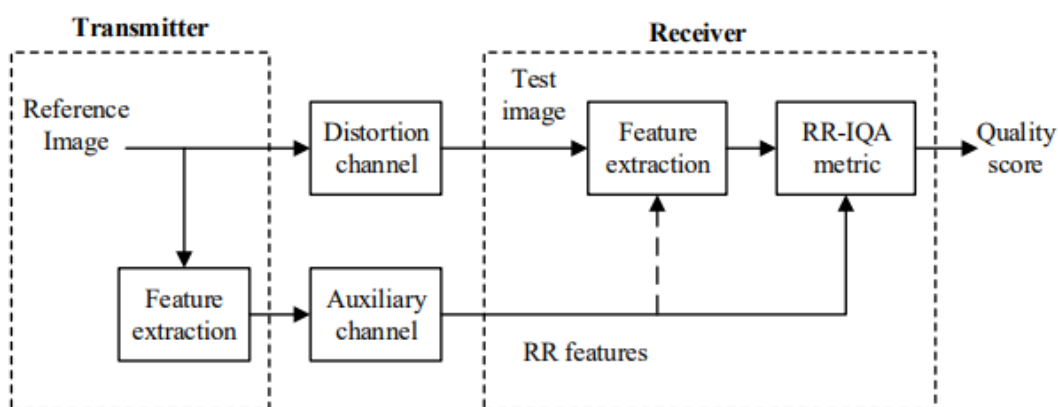 Transmitter
Receiver
Reference
Image
Distortion
channel
Test
image
Feature
extraction
RR-IQA
metric
Quality
score
Feature
extraction
Auxiliary
channel
RR features